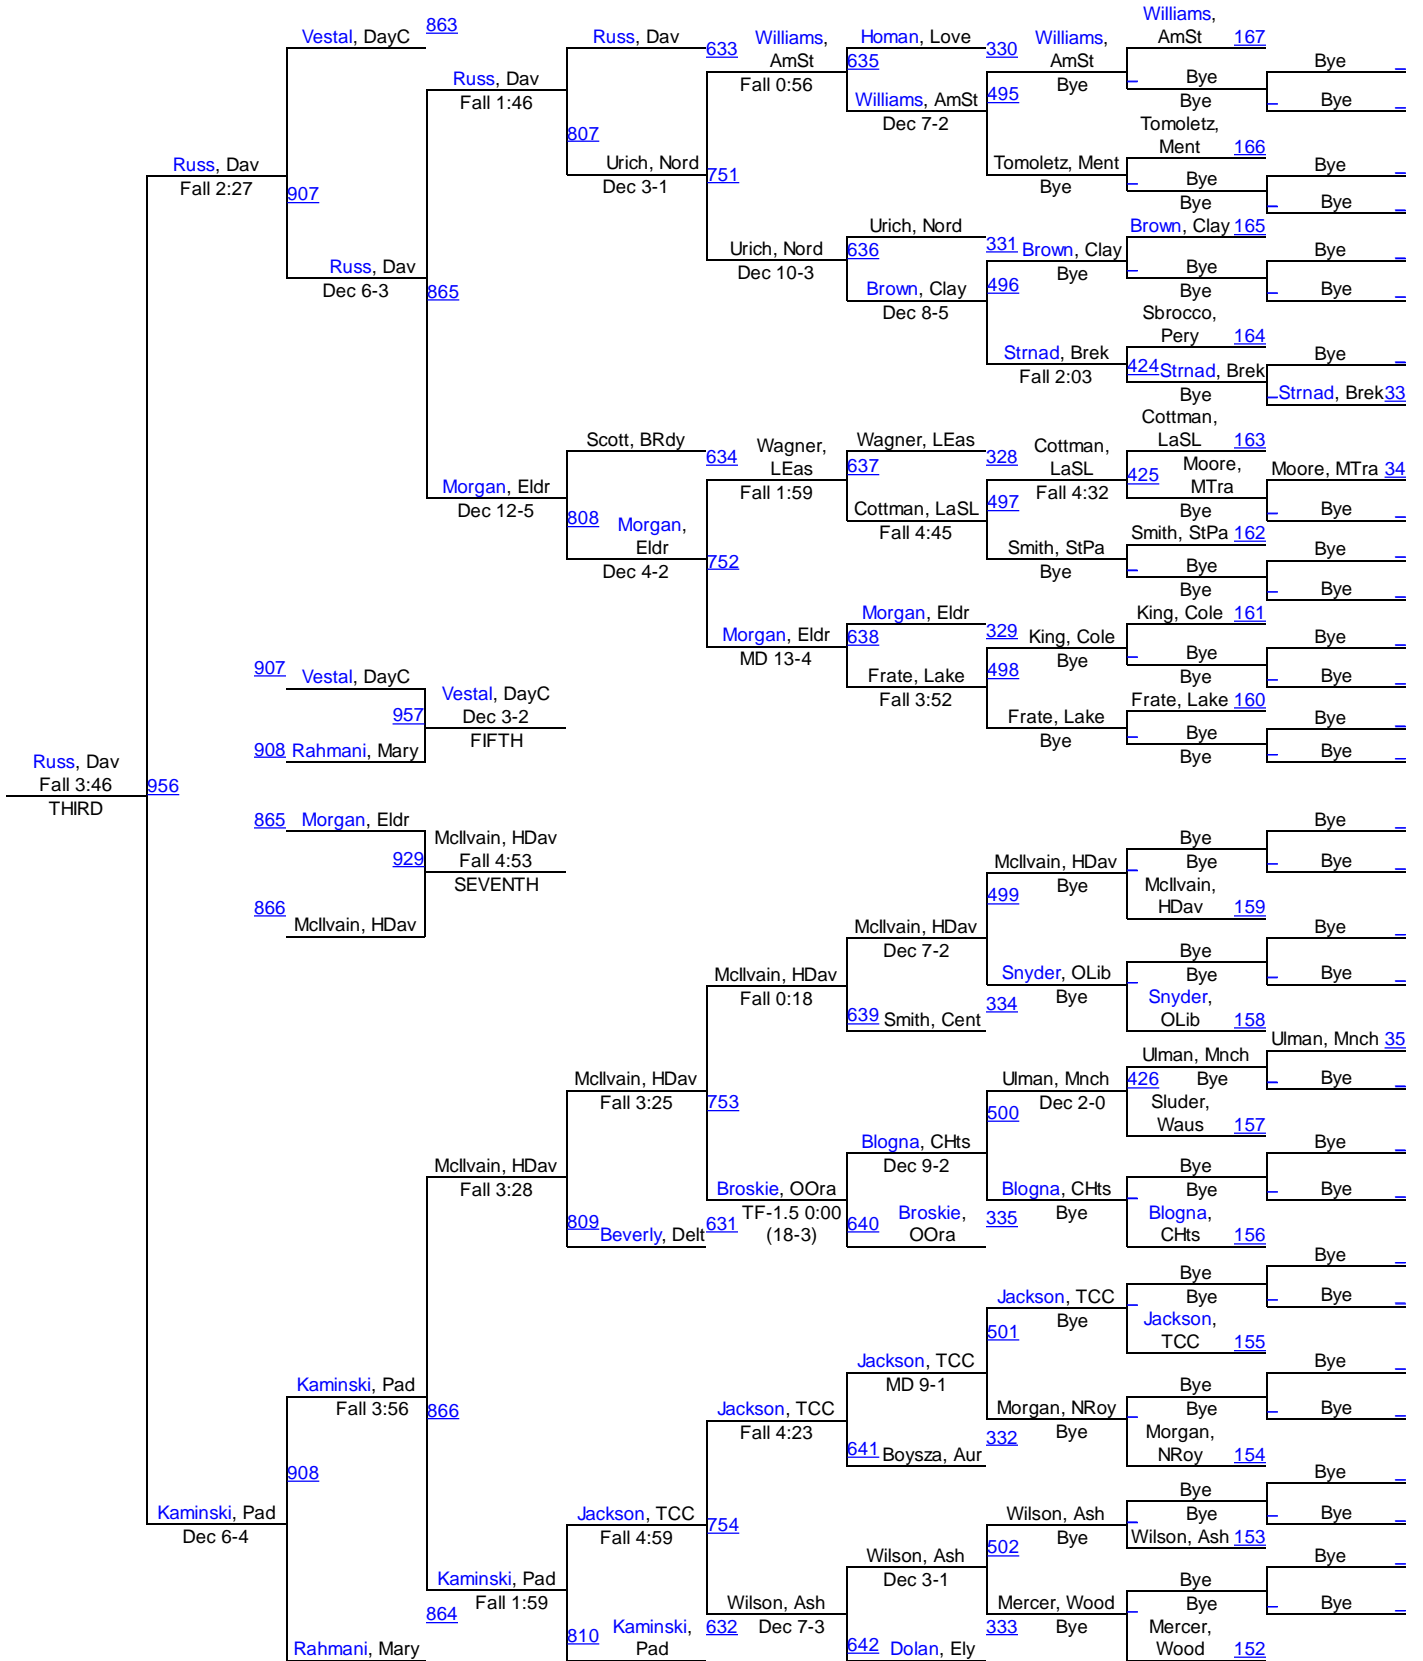 Vestal, DayC 863
Russ, Dav
Fall 1:46
Russ, Dav
Fall 2:27
907
Russ, Dav
Dec 6-3
865
Russ, Dav 633
807
Urich, Nord
Dec 3-1
751
Williams,
AmSt
Fall 0:56
Homan, Love 330
635
Williams, AmSt
Dec 7-2
495
Williams,
AmSt
Bye
Williams,
AmSt 167
Bye
Bye
Bye
Bye
Tomoletz,
Ment 166
Tomoletz, Ment
Bye
Bye
Bye
Bye
Bye
Urich, Nord
Dec 10-3
Urich, Nord 331
636
Brown, Clay
Dec 8-5
496
Brown, Clay
Bye
Brown, Clay 165
Bye
Bye
Bye
Bye
Sbrocco,
Pery 164
Strnad, Brek
Fall 2:03
424 Strnad, Brek
Bye
Bye
Strnad, Brek 33
Scott, BRdy 634
Morgan, Eldr
Dec 12-5
808
Morgan,
Eldr
Dec 4-2
752
Wagner,
LEas
Fall 1:59
Wagner, LEas 328
637
Cottman, LaSL
Fall 4:45
497
Cottman,
LaSL
Fall 4:32
Cottman,
LaSL 163
425
Moore,
MTra
Bye
Moore, MTra 34
Bye
Smith, StPa 162
Smith, StPa
Bye
Bye
Bye
Bye
Bye
Morgan, Eldr
MD 13-4
Morgan, Eldr 329
638
Frate, Lake
Fall 3:52
498
King, Cole
Bye
King, Cole 161
Bye
Bye
Bye
Bye
Frate, Lake 160
Frate, Lake
Bye
Bye
Bye
Bye
Bye
907 Vestal, DayC
957
908 Rahmani, Mary
Vestal, DayC
Dec 3-2
FIFTH
Russ, Dav
Fall 3:46
THIRD
956
865 Morgan, Eldr
929
866
McIlvain, HDav
McIlvain, HDav
Fall 4:53
SEVENTH
McIlvain, HDav
Bye
499
Bye
Bye
McIlvain,
HDav 159
Bye
Bye
McIlvain, HDav
Dec 7-2
McIlvain, HDav
Fall 0:18
639 Smith, Cent 334
Snyder, OLib
Bye
Bye
Bye
Snyder,
OLib 158
Bye
Bye
McIlvain, HDav
Fall 3:25
753
Ulman, Mnch
Dec 2-0
500
Ulman, Mnch
426 Bye
Sluder,
Waus 157
Ulman, Mnch 35
Bye
Blogna, CHts
Dec 9-2
Broskie, OOra
TF-1.5 0:00
(18-3)
640
Broskie,
OOra
335
Blogna, CHts
Bye
Bye
Bye
Blogna,
CHts 156
Bye
Bye
McIlvain, HDav
Fall 3:28
809 Beverly, Delt 631
Kaminski, Pad
Fall 3:56
866
908
Kaminski, Pad
Dec 6-4
Jackson, TCC
Bye
501
Bye
Bye
Jackson,
TCC 155
Bye
Bye
Jackson, TCC
MD 9-1
Jackson, TCC
Fall 4:23
641 Boysza, Aur 332
Morgan, NRoy
Bye
Bye
Bye
Morgan,
NRoy 154
Bye
Bye
Jackson, TCC
Fall 4:59
754
Wilson, Ash
Bye
502
Bye
Bye
Wilson, Ash 153
Bye
Bye
Wilson, Ash
Dec 3-1
Wilson, Ash
Dec 7-3
642 Dolan, Ely 333
Mercer, Wood
Bye
Bye
Bye
Mercer,
Wood 152
Bye
Bye
Kaminski, Pad
Fall 1:59
864
810
Kaminski,
Pad
632
Rahmani, Mary